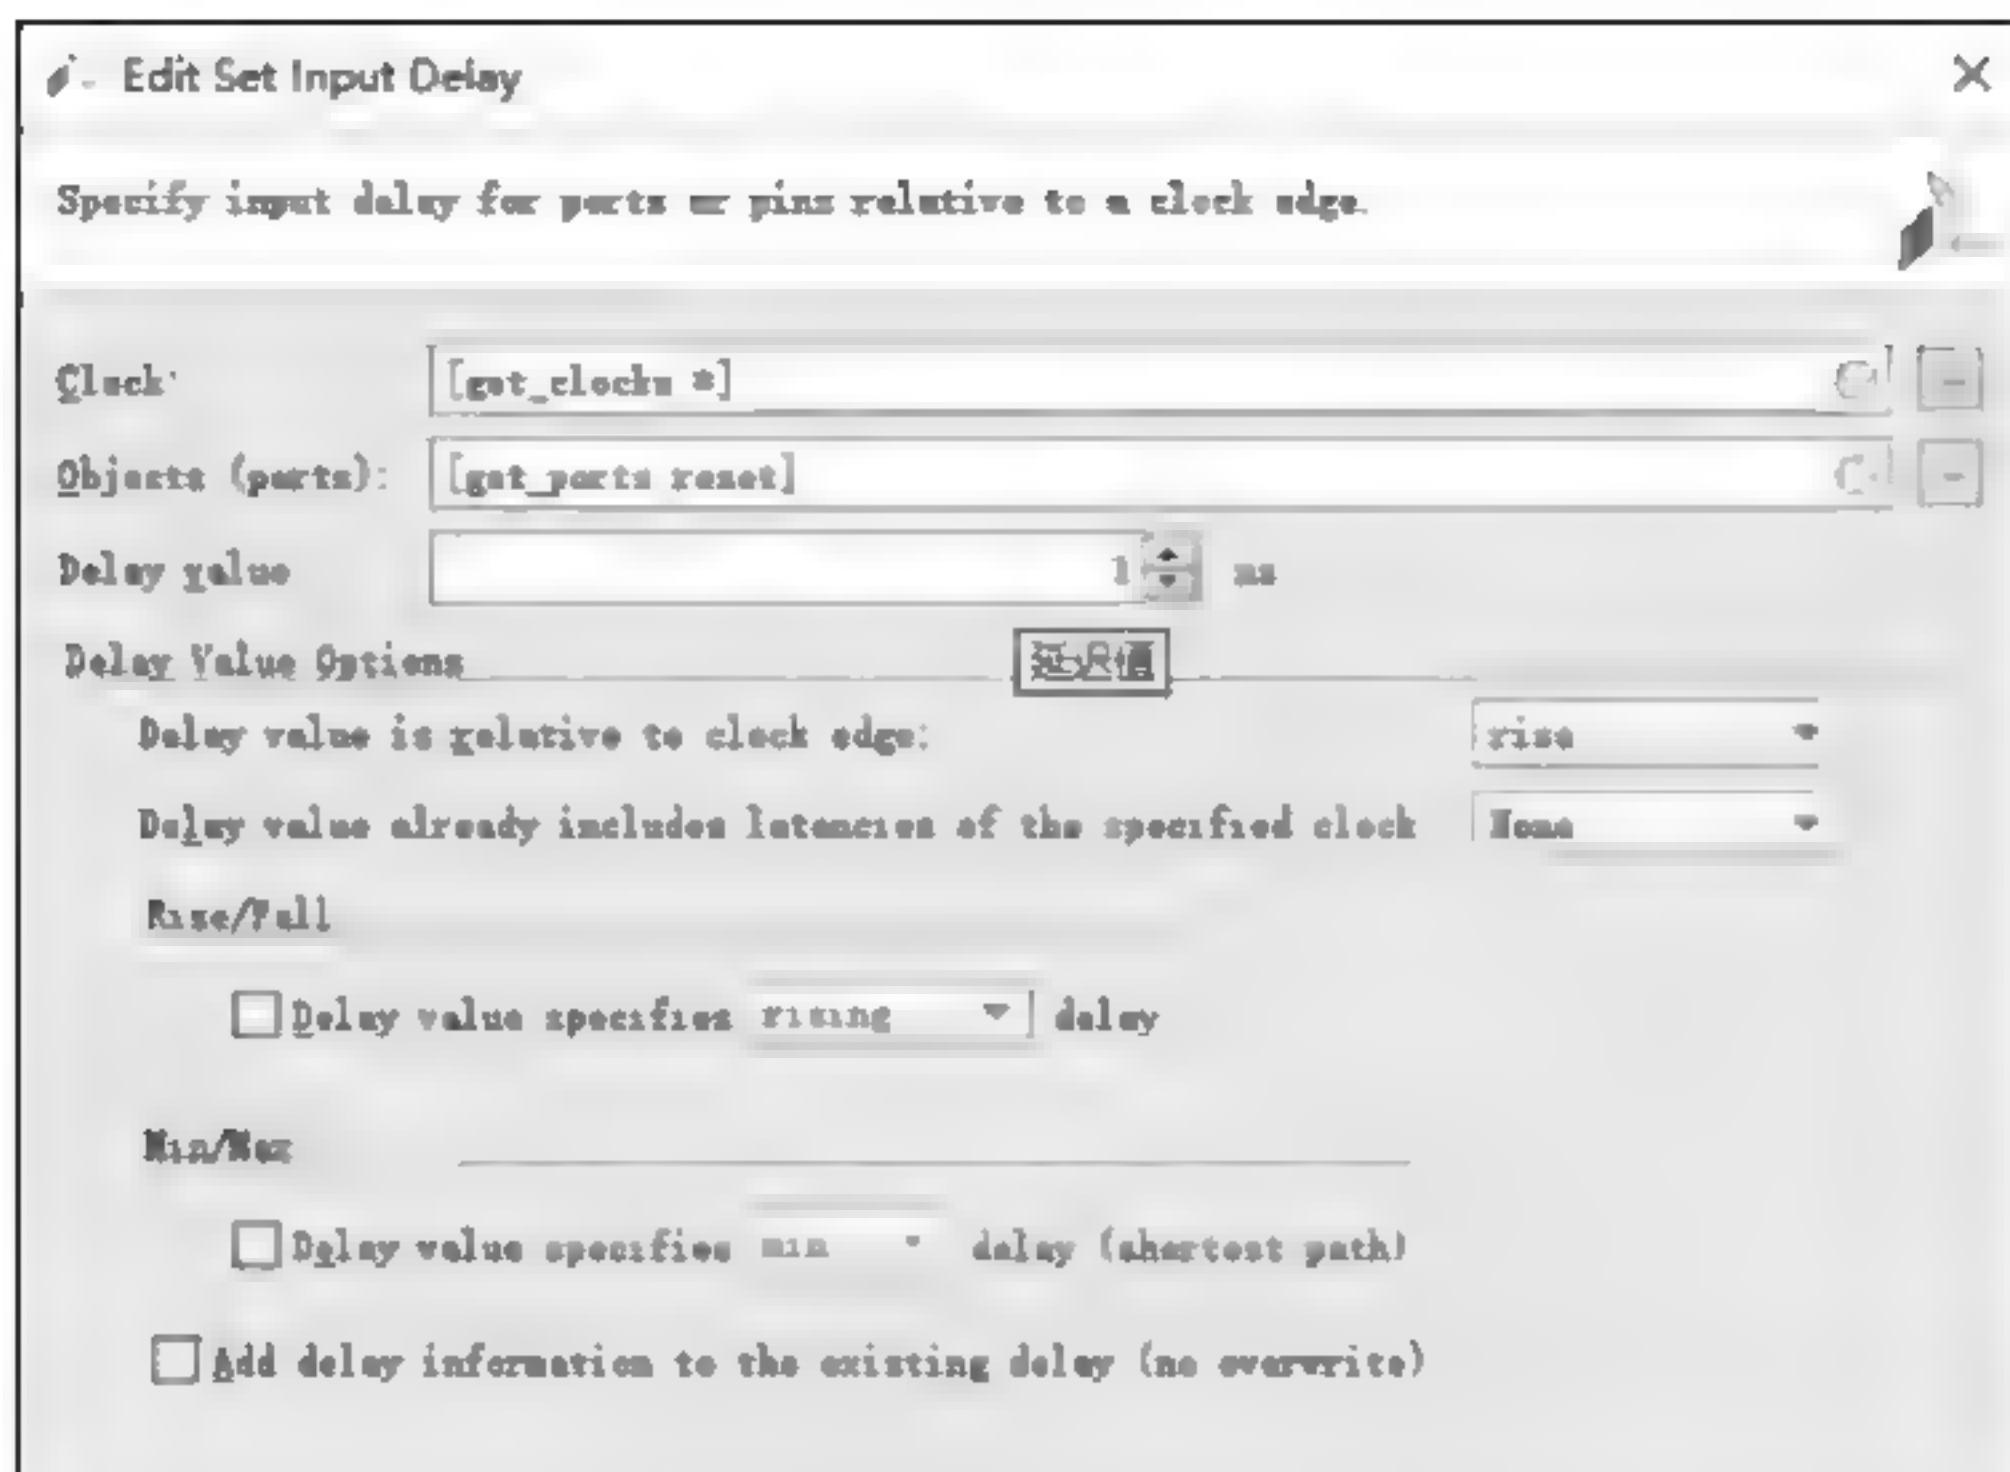 Edit Set Input Delay
Specify input delay for ports or pins relative to a clock edge.
Clock: [get_clocks *]
Objects (ports): [get_ports reset]
Delay value 1 ns
Delay Value Options
Delay value is relative to clock edge: rise
Delay value already includes latencies of the specified clock None
Rise/Fall
Delay value specifies rising delay
Min/Max
Delay value specifies min delay (shortest path)
Add delay information to the existing delay (no overwrite)